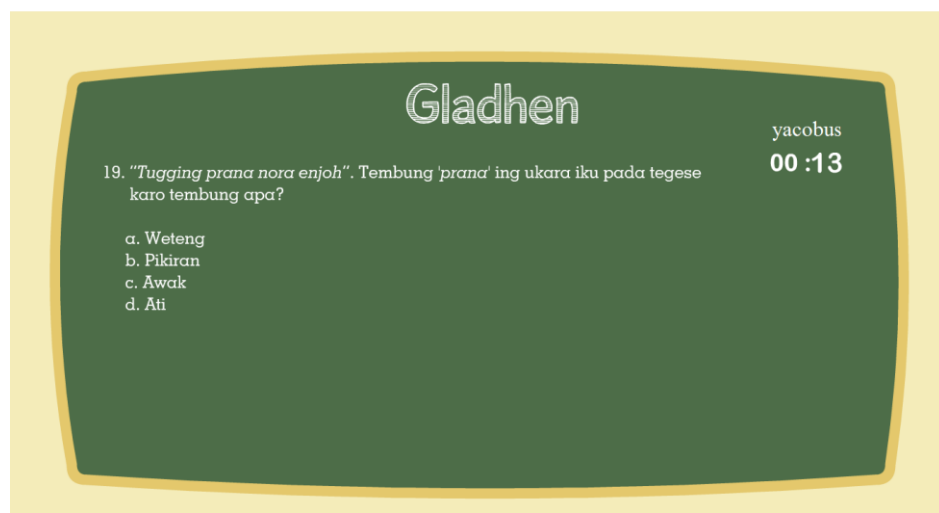 Gladhen
yacobus
00 :13
19. "Tugging prana nora enjoh". Tembung 'prana' ing ukara iku pada tegese
karo tembung apa?
a. Weteng
b. Pikiran
c. Awak
d. Ati